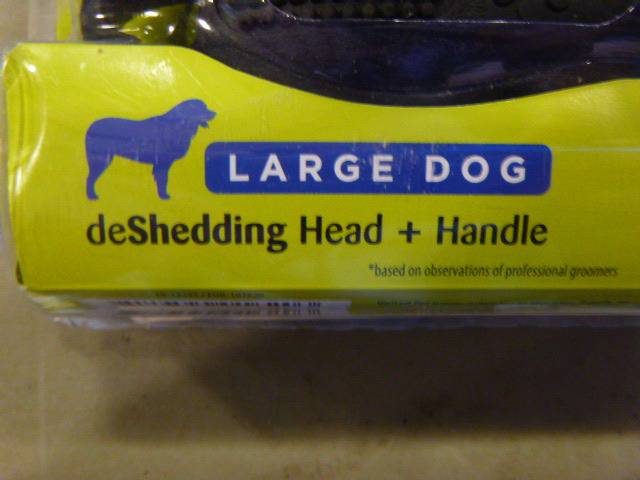 LARGE DOG
deShedding Head + Handle
*based on observations of professional groomers